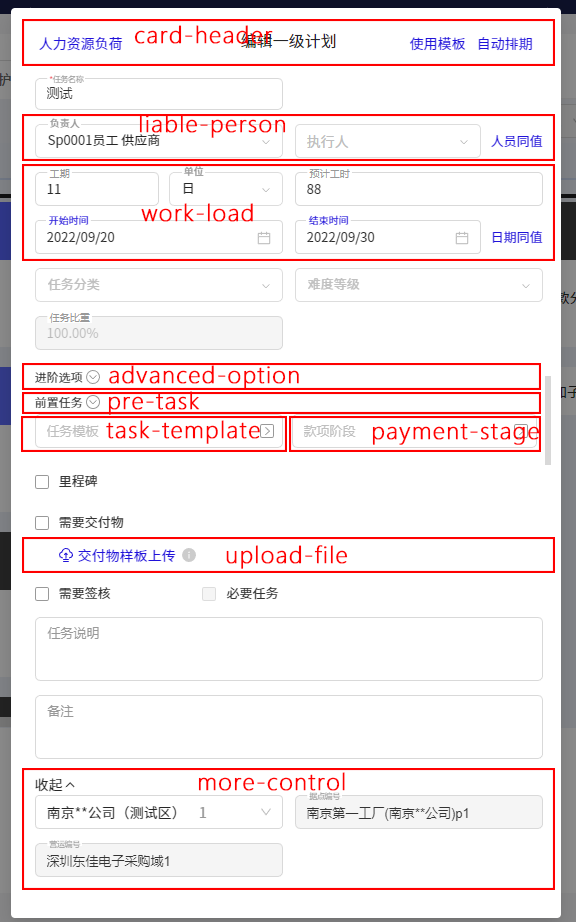 人力资源负荷 card-header 编辑一级计划 使用模板 自动排期
护
*任务名称
测试
liable-person
负责人
Sp0001员工 供应商 执行人 人员同值
工期 单位 预计工时
11 日 88
work-load
开始时间 结束时间
2022/09/20 2022/09/30 日期同值
任务分类 难度等级
款分
任务比重
100.00%
进阶选项 advanced-option
前置任务 pre-task
任务模板 task-template 款项阶段 payment-stage
里程碑
需要交付物
交付物样板上传 upload-file
需要签核 必要任务
任务说明
备注
收起 more-control
南京**公司（测试区） 1 据点编号
南京第一工厂(南京**公司)p1
营运编号
深圳东佳电子采购域1